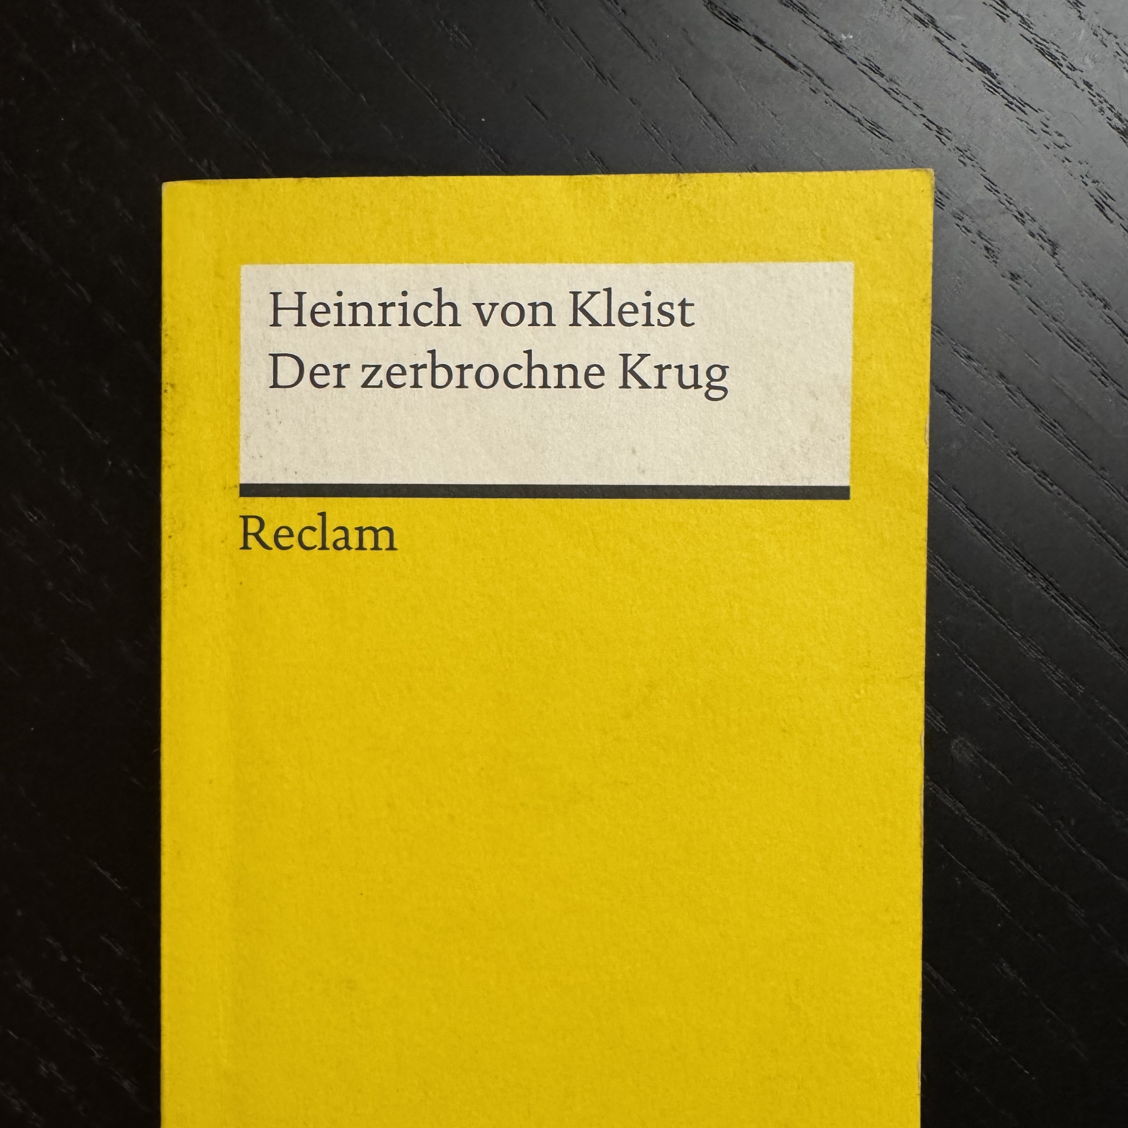 Heinrich von Kleist
Der zerbrochne Krug
Reclam